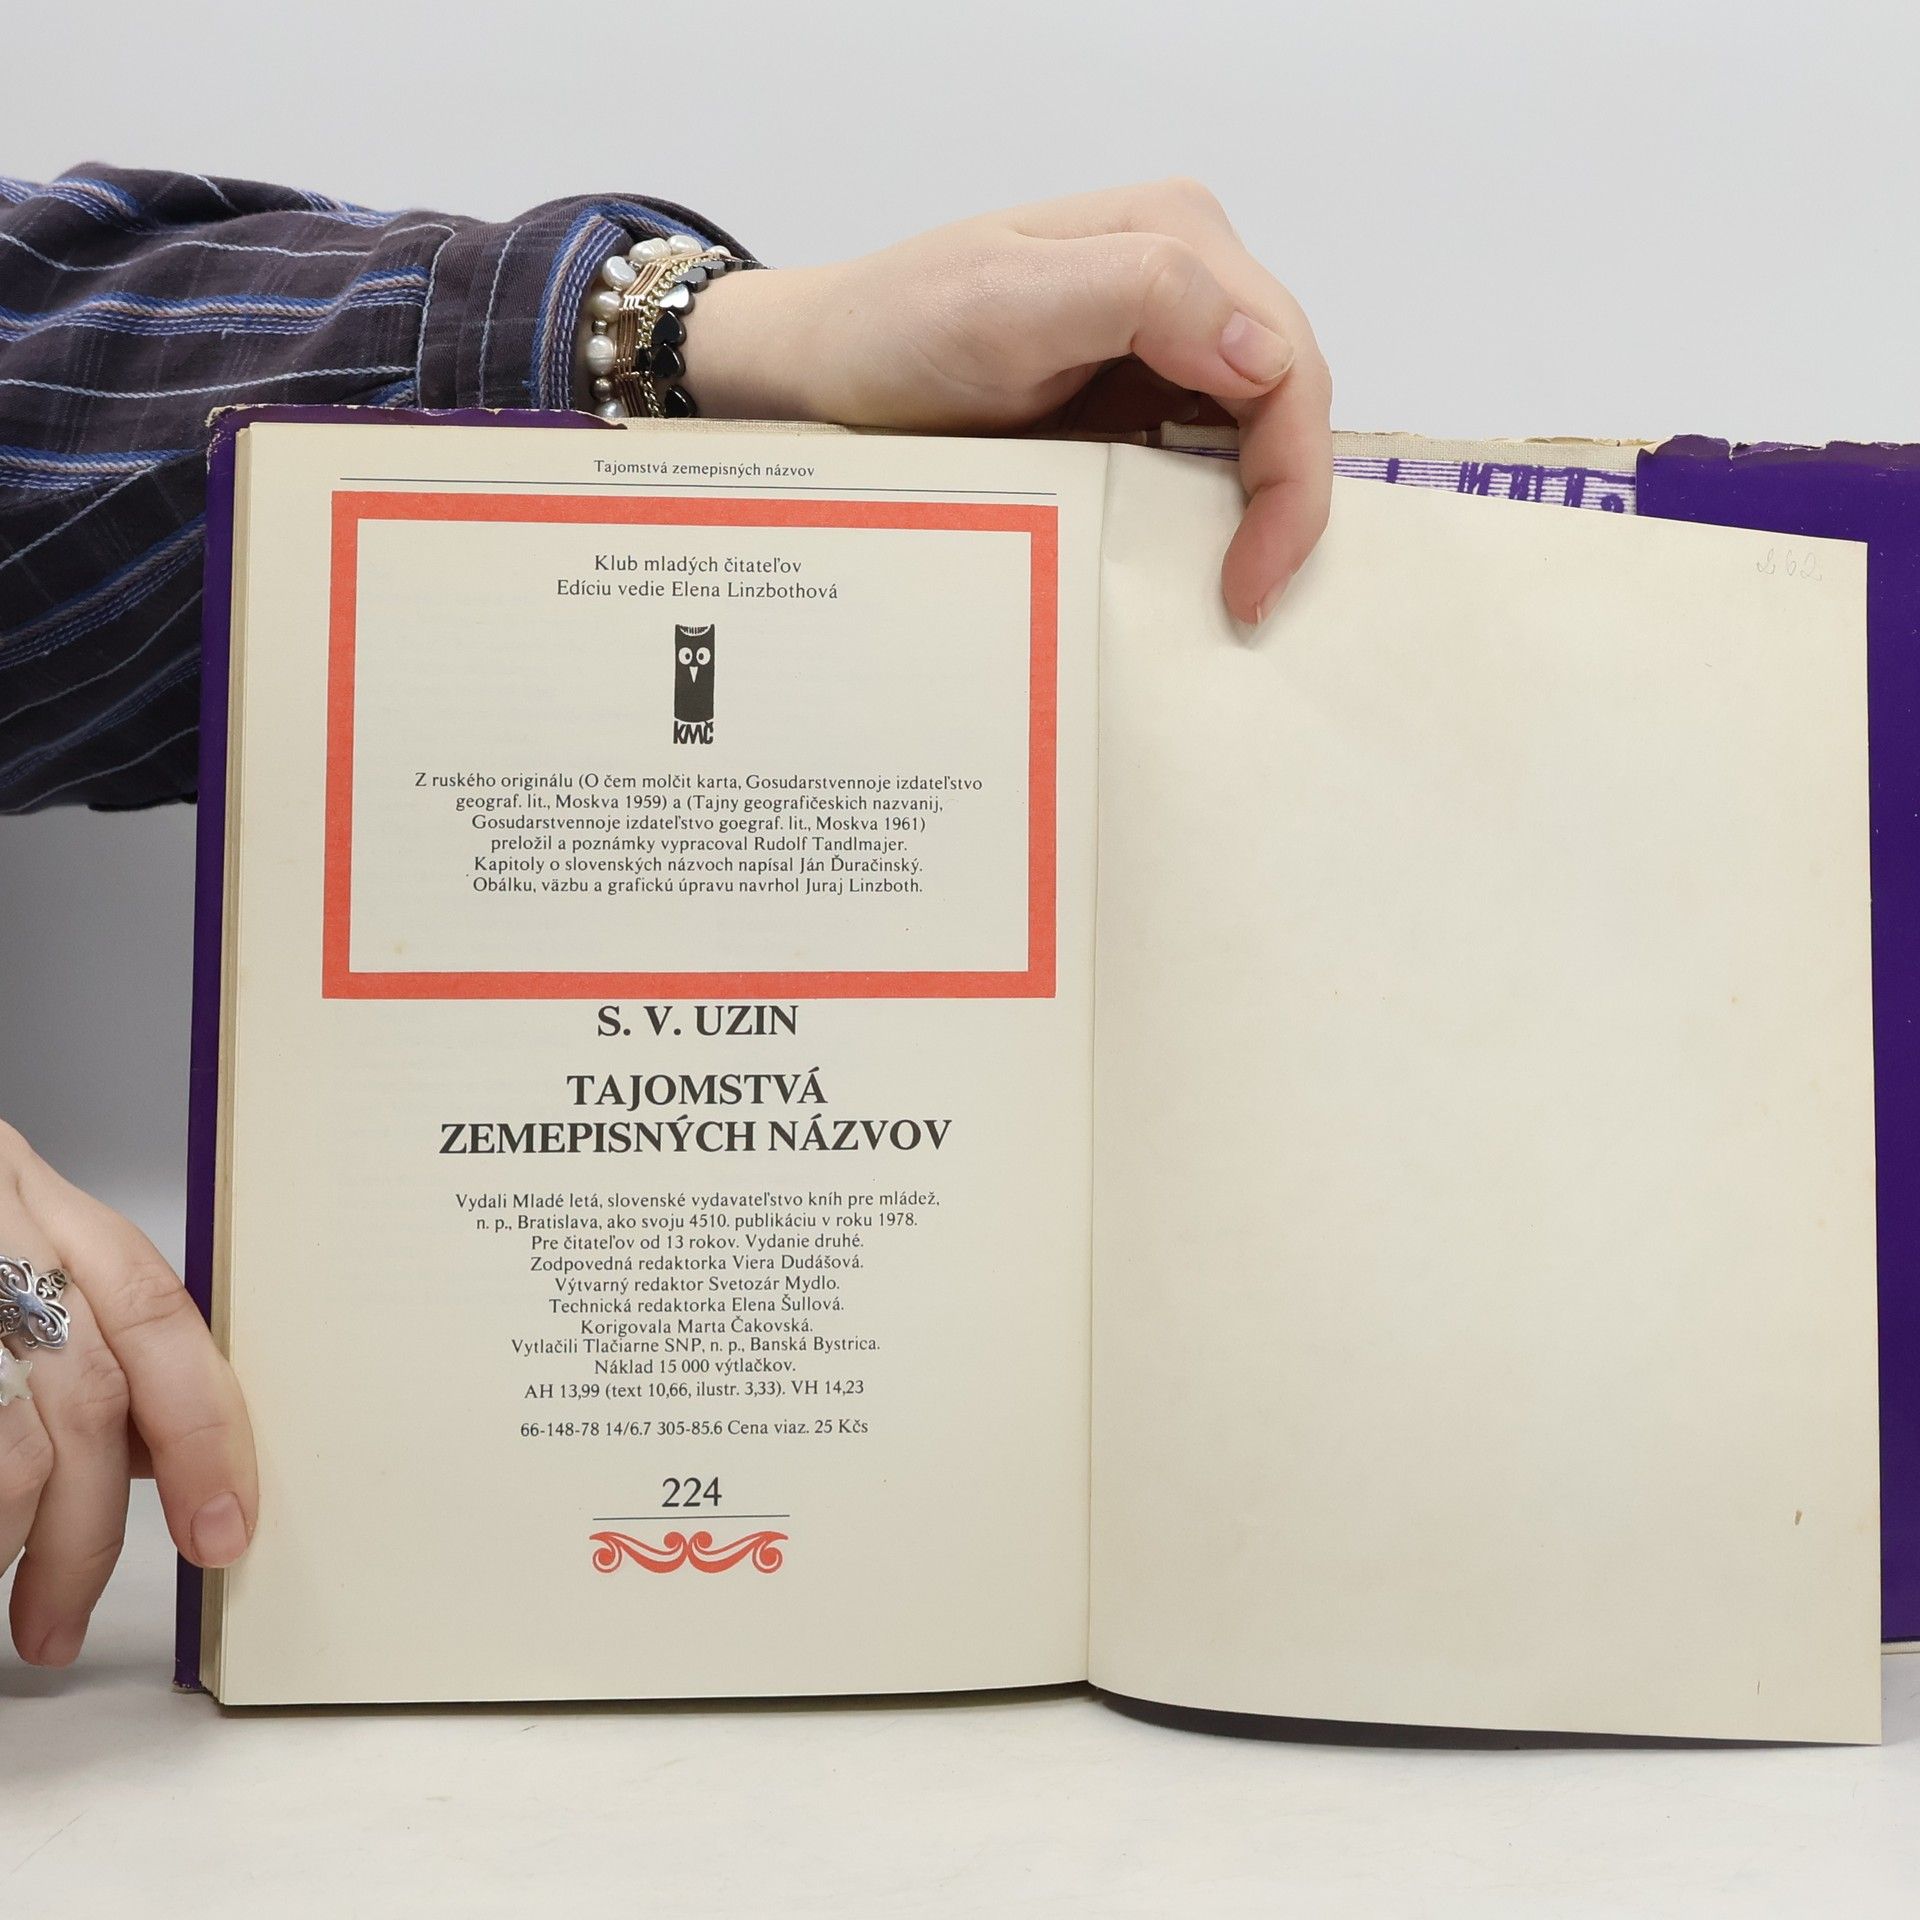 Tajomstvá zemepisných názvov
Klub mladých čitateľov
Edíciu vedie Elena Linzbothová
KMČ
Z ruského originálu (O čem molčit karta, Gosudarstvennoje izdateľstvo
geograf. lit., Moskva 1959) a (Tajny geografičeskich nazvanij,
Gosudarstvennoje izdateľstvo goegraf. lit., Moskva 1961)
preložil a poznámky vypracoval Rudolf Tandlmajer.
Kapitoly o slovenských názvoch napísal Ján Ďuračinský.
Obálku, väzbu a grafickú úpravu navrhol Juraj Linzboth.
S. V. UZIN
TAJOMSTVÁ
ZEMEPISNÝCH NÁZVOV
Vydali Mladé letá, slovenské vydavateľstvo kníh pre mládež,
n. p., Bratislava, ako svoju 4510. publikáciu v roku 1978.
Pre čitateľov od 13 rokov. Vydanie druhé.
Zodpovedná redaktorka Viera Dudášová.
Výtvarný redaktor Svetozár Mydlo.
Technická redaktorka Elena Šullová.
Korigovala Marta Čakovská.
Vytlačili Tlačiarne SNP, n. p., Banská Bystrica.
Náklad 15 000 výtlačkov.
AH 13,99 (text 10,66, ilustr. 3,33). VH 14,23
66-148-78 14/6.7 305-85.6 Cena viaz. 25 Kčs
224
262